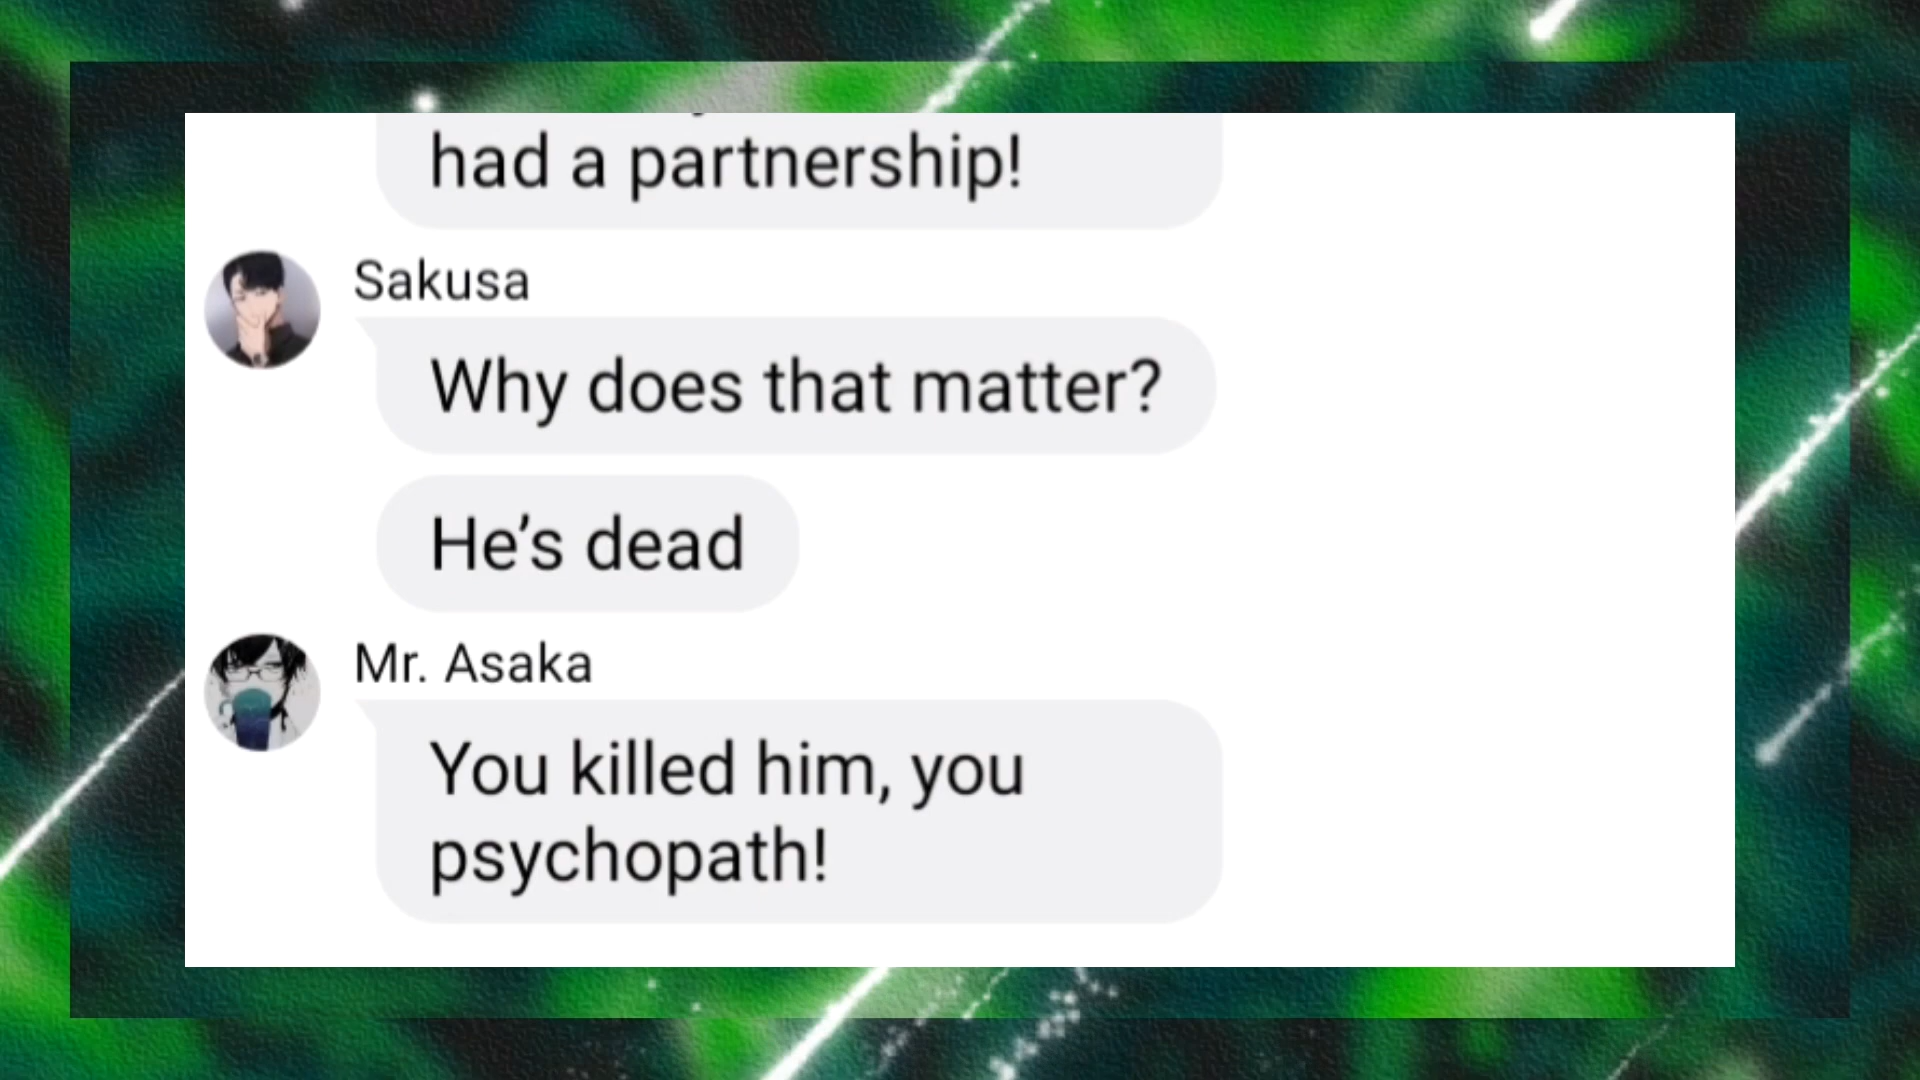 had a partnership!
Sakusa
Why does that matter?
He’s dead
Mr. Asaka
You killed him, you
psychopath!